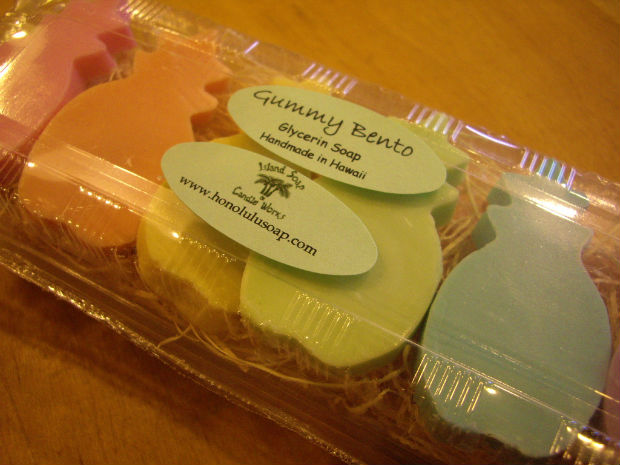 Gummy Bento
Glycerin Soap
Handmade in Hawaii
Island Soap
&
Candle Works
www.honolulusoap.com